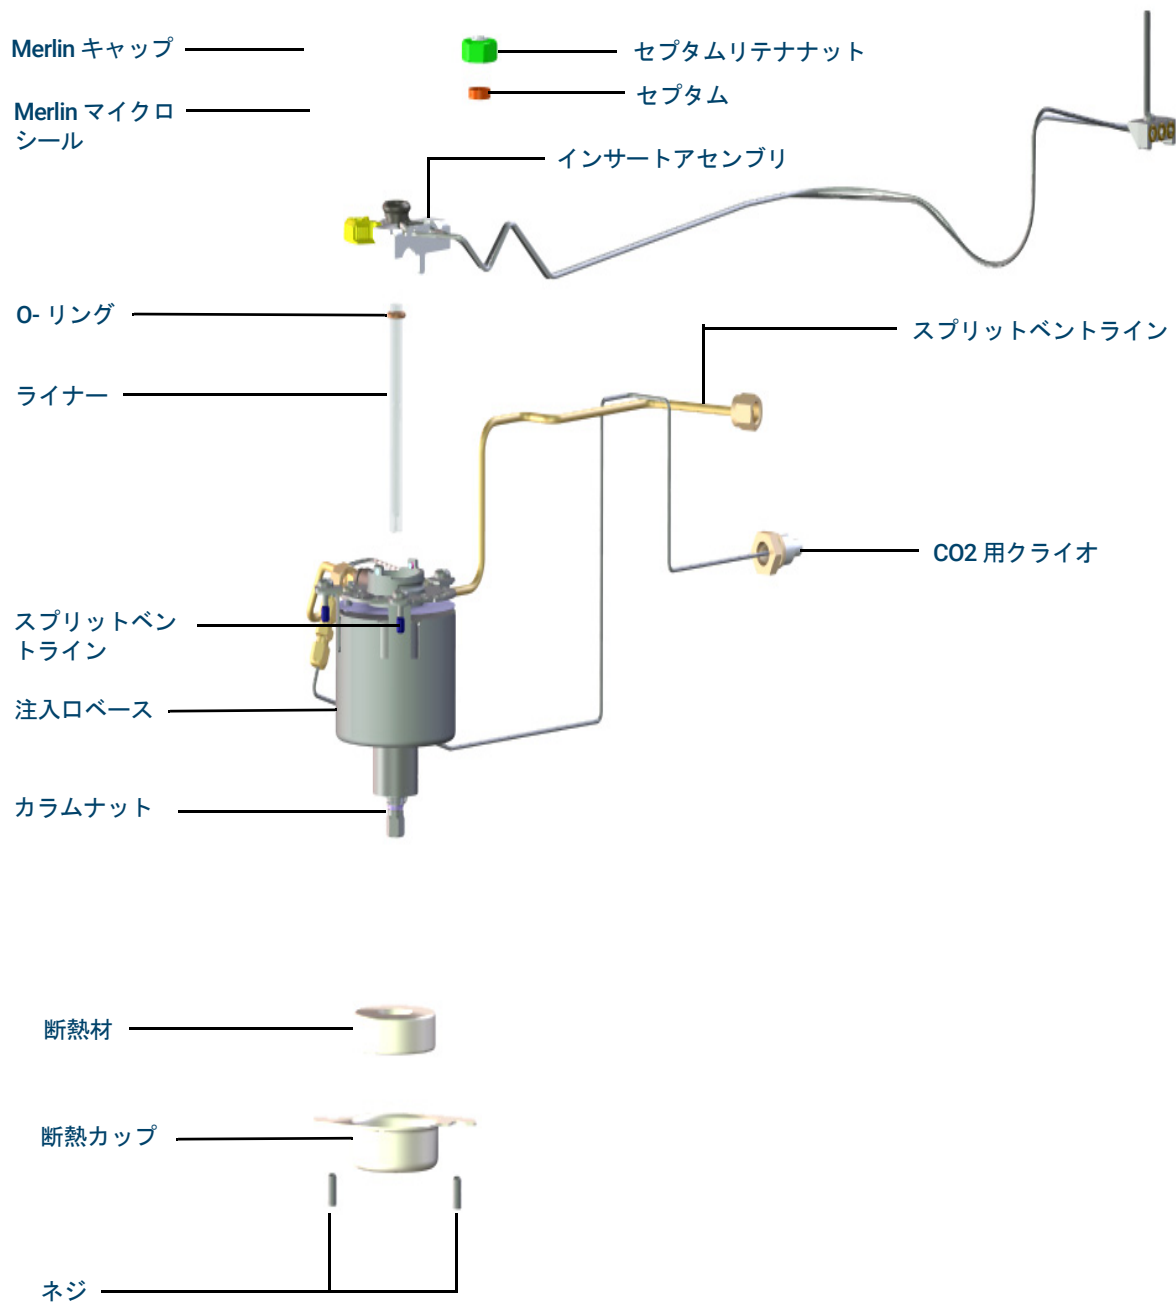 Merlin キャップ
セプタムリテナナット
セプタム
Merlin マイクロ
シール
インサートアセンブリ
O- リング
スプリットベントライン
ライナー
CO2 用クライオ
スプリットベン
トライン
注入口ベース
カラムナット
断熱材
断熱カップ
ネジ